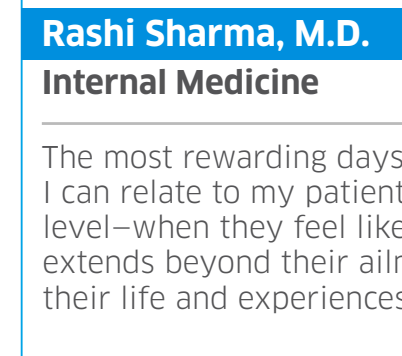 Rashi Sharma, M.D.
Internal Medicine
The most rewarding days
I can relate to my patient
level—when they feel like
extends beyond their
their life and experiences